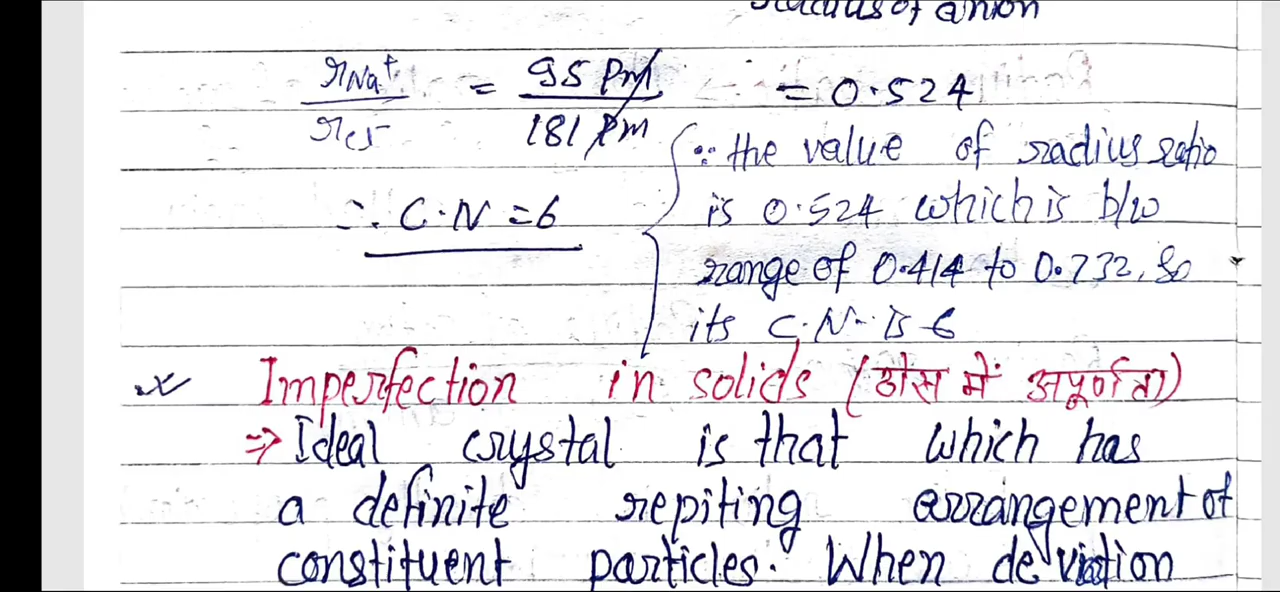 radius of anion
rNa⁺ / rCl⁻ = 95 Pm / 181 Pm = 0.524
∵ the value of radius ratio
∴ C.N = 6
is 0.524 which is b/w
range of 0.414 to 0.732, so
its C.N. is 6
Imperfection in solids (ठोस में अपूर्णता)
⇒ Ideal crystal is that which has
a definite repiting arrangement of
constituent particles. When deviation